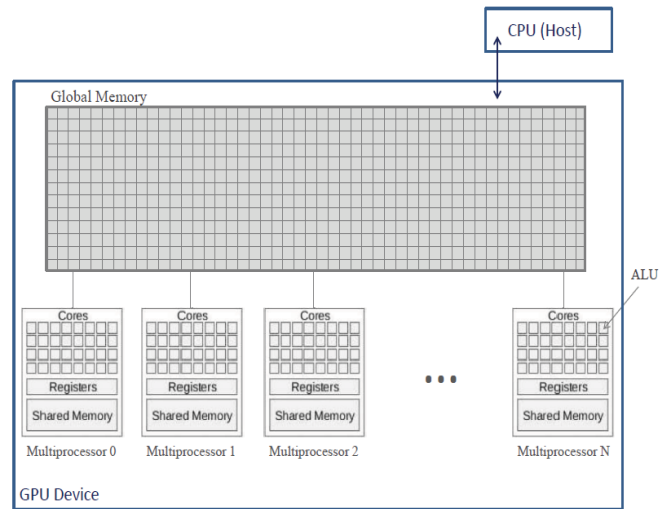 CPU (Host)
Global Memory
ALU
Cores
Cores
Cores
Cores
Registers
Registers
Registers
...
Registers
Shared Memory
Shared Memory
Shared Memory
Shared Memory
Multiprocessor 0
Multiprocessor 1
Multiprocessor 2
Multiprocessor N
GPU Device